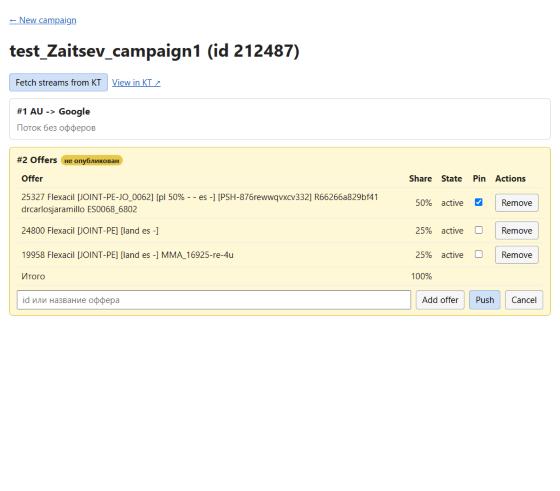 ← New campaign
test_Zaitsev_campaign1 (id 212487)
Fetch streams from KT View in KT ↗
#1 AU -> Google
Поток без офферов
#2 Offers не опубликован
Offer Share State Pin Actions
25327 Flexacil [JOINT-PE-JO_0062] [pl 50% - - es -] [PSH-876rewwqvxcv332] R66266a829bf41
drcarlosjaramillo ES0068_6802 50% active Remove
24800 Flexacil [JOINT-PE] [land es -] 25% active Remove
19958 Flexacil [JOINT-PE] [land es -] MMA_16925-re-4u 25% active Remove
Итого 100%
id или название оффера Add offer Push Cancel